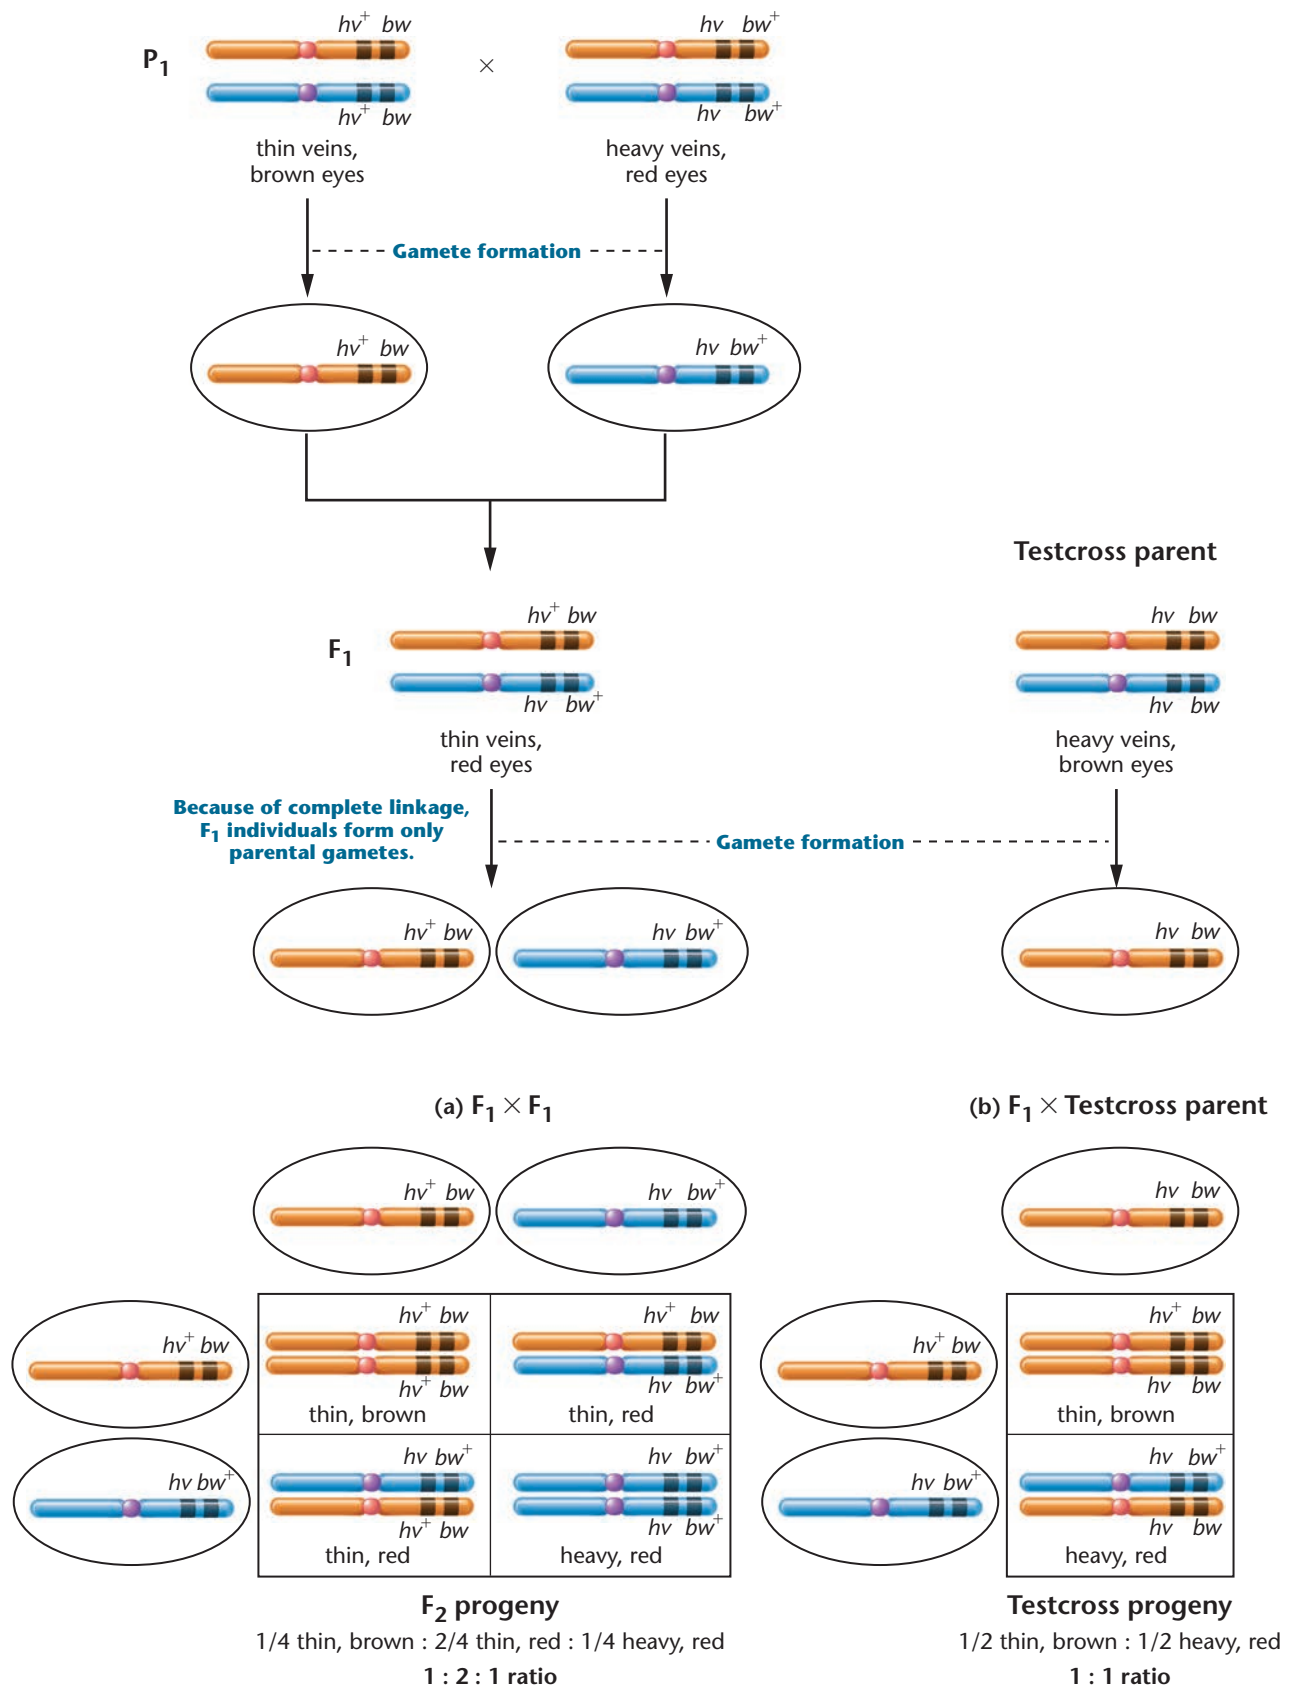 hv+ bw
hv bw+
P1
×
hv+ bw
hv bw+
thin veins,
brown eyes
heavy veins,
red eyes
Gamete formation
hv+ bw
hv bw+
Testcross parent
F1
hv+ bw
hv bw+
hv bw
hv bw
thin veins,
red eyes
heavy veins,
brown eyes
Because of complete linkage,
F1 individuals form only
parental gametes.
Gamete formation
hv+ bw
hv bw+
hv bw
(a) F1 × F1
(b) F1 × Testcross parent
hv+ bw
hv bw+
hv bw
hv+ bw
hv+ bw
hv+ bw
thin, brown
hv+ bw
hv bw+
thin, red
hv+ bw
hv+ bw
hv bw
thin, brown
hv bw+
hv bw+
hv+ bw
thin, red
hv bw+
hv bw+
heavy, red
hv bw+
hv bw+
hv bw
heavy, red
F2 progeny
1/4 thin, brown : 2/4 thin, red : 1/4 heavy, red
1 : 2 : 1 ratio
Testcross progeny
1/2 thin, brown : 1/2 heavy, red
1 : 1 ratio